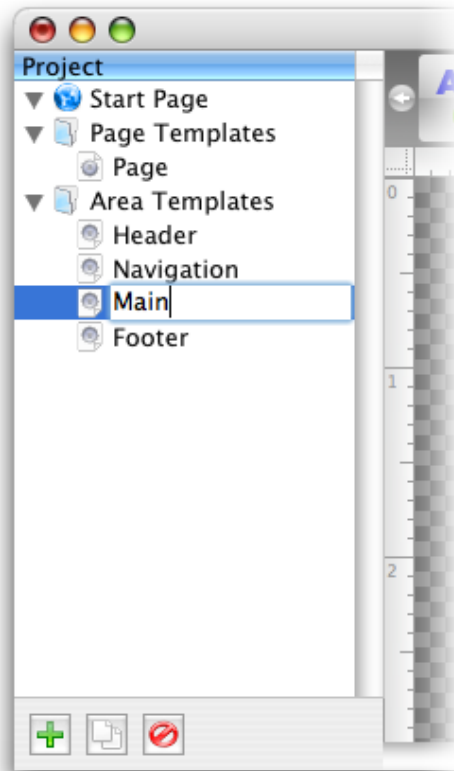 Project
Start Page
Page Templates
Page
Area Templates
Header
Navigation
Main
Footer
A
0
1
2